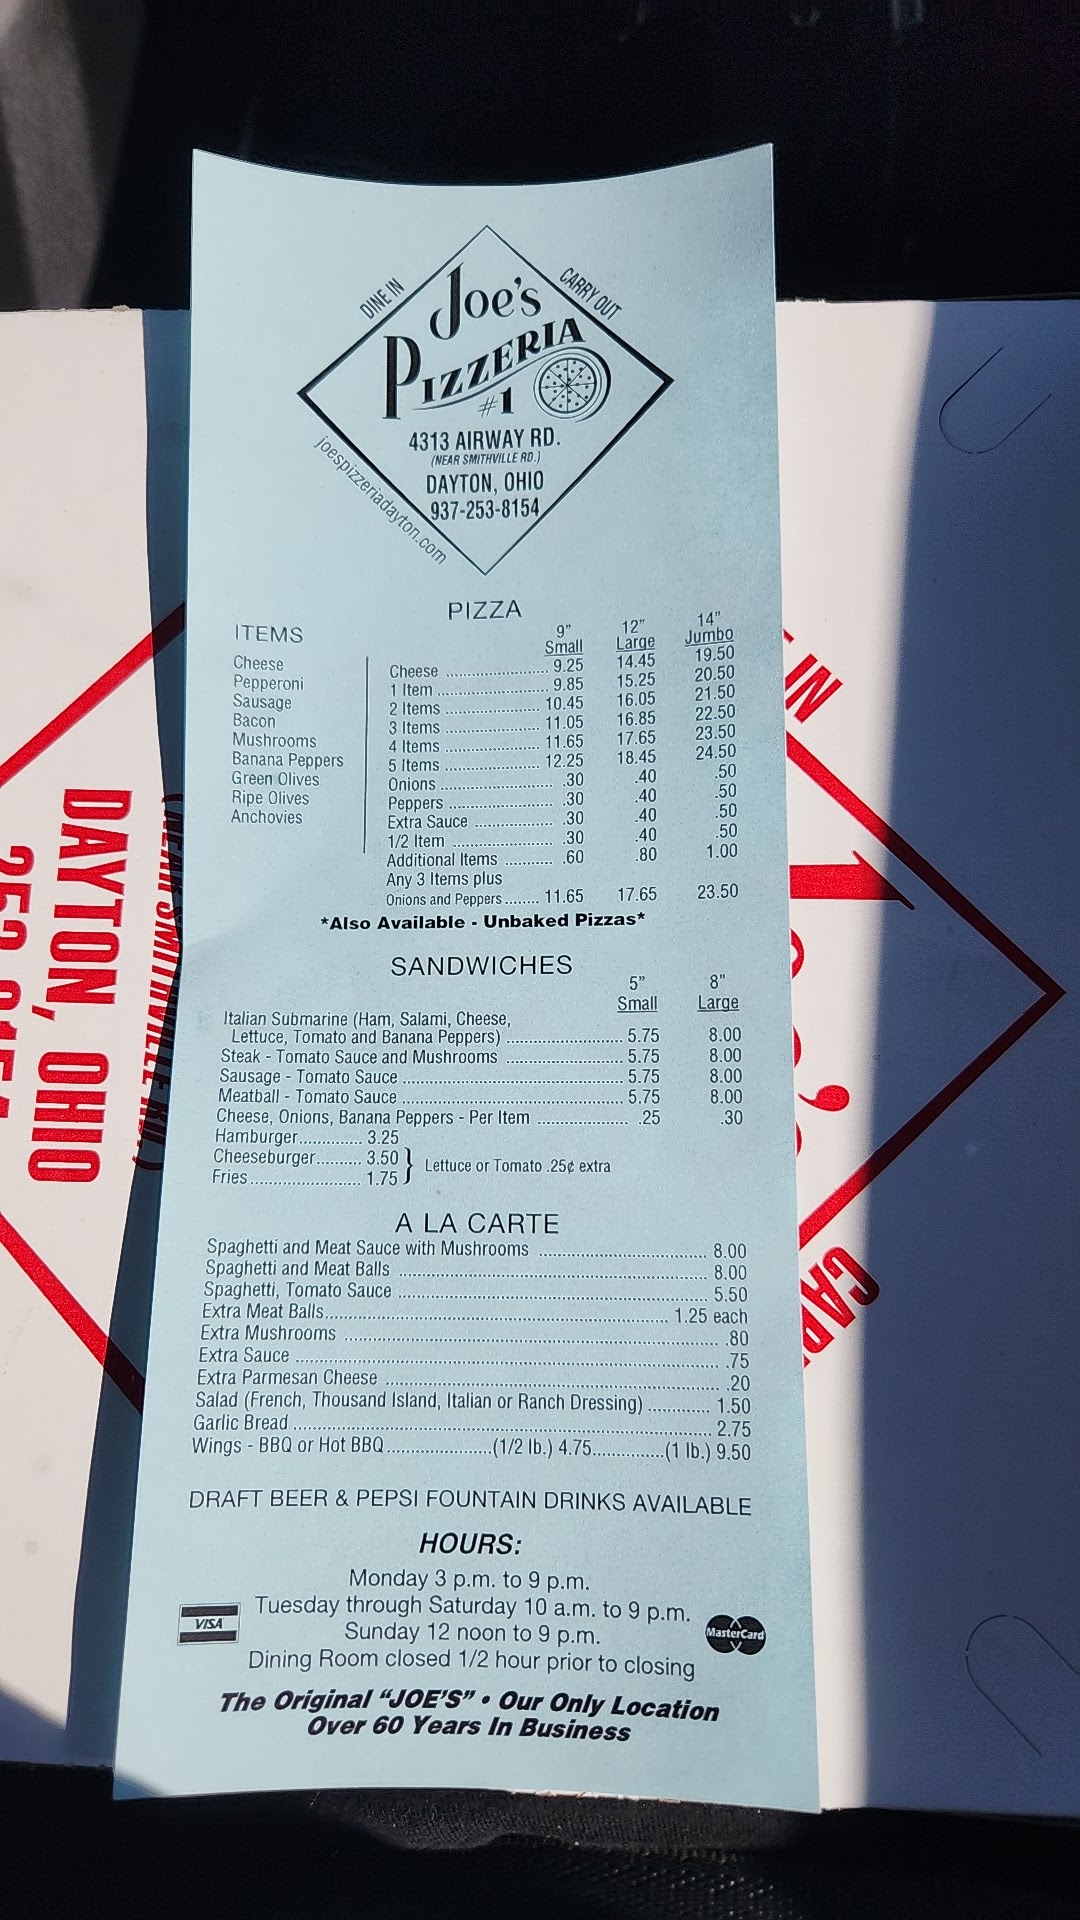 DINE IN
CARRY OUT
Joe's
PIZZERIA
#1
4313 AIRWAY RD.
(NEAR SMITHVILLE RD.)
DAYTON, OHIO
937-253-8154
joespizzeriadayton.com
PIZZA
ITEMS
Cheese
Pepperoni
Sausage
Bacon
Mushrooms
Banana Peppers
Green Olives
Ripe Olives
Anchovies
9" 12" 14"
Small Large Jumbo
Cheese 9.25 14.45 19.50
1 Item 9.85 15.25 20.50
2 Items 10.45 16.05 21.50
3 Items 11.05 16.85 22.50
4 Items 11.65 17.65 23.50
5 Items 12.25 18.45 24.50
Onions .30 .40 .50
Peppers .30 .40 .50
Extra Sauce .30 .40 .50
1/2 Item .30 .40 .50
Additional Items .60 .80 1.00
Any 3 Items plus
Onions and Peppers 11.65 17.65 23.50
*Also Available - Unbaked Pizzas*
SANDWICHES
5" 8"
Small Large
Italian Submarine (Ham, Salami, Cheese,
Lettuce, Tomato and Banana Peppers) 5.75 8.00
Steak - Tomato Sauce and Mushrooms 5.75 8.00
Sausage - Tomato Sauce 5.75 8.00
Meatball - Tomato Sauce 5.75 8.00
Cheese, Onions, Banana Peppers - Per Item .25 .30
Hamburger 3.25
Cheeseburger 3.50
Fries 1.75
Lettuce or Tomato .25¢ extra
A LA CARTE
Spaghetti and Meat Sauce with Mushrooms 8.00
Spaghetti and Meat Balls 8.00
Spaghetti, Tomato Sauce 5.50
Extra Meat Balls 1.25 each
Extra Mushrooms .80
Extra Sauce .75
Extra Parmesan Cheese .20
Salad (French, Thousand Island, Italian or Ranch Dressing) 1.50
Garlic Bread 2.75
Wings - BBQ or Hot BBQ (1/2 lb.) 4.75 (1 lb.) 9.50
DRAFT BEER & PEPSI FOUNTAIN DRINKS AVAILABLE
HOURS:
Monday 3 p.m. to 9 p.m.
Tuesday through Saturday 10 a.m. to 9 p.m.
Sunday 12 noon to 9 p.m.
Dining Room closed 1/2 hour prior to closing
VISA
MasterCard
The Original "JOE'S" • Our Only Location
Over 60 Years In Business
DAYTON, OHIO
IN